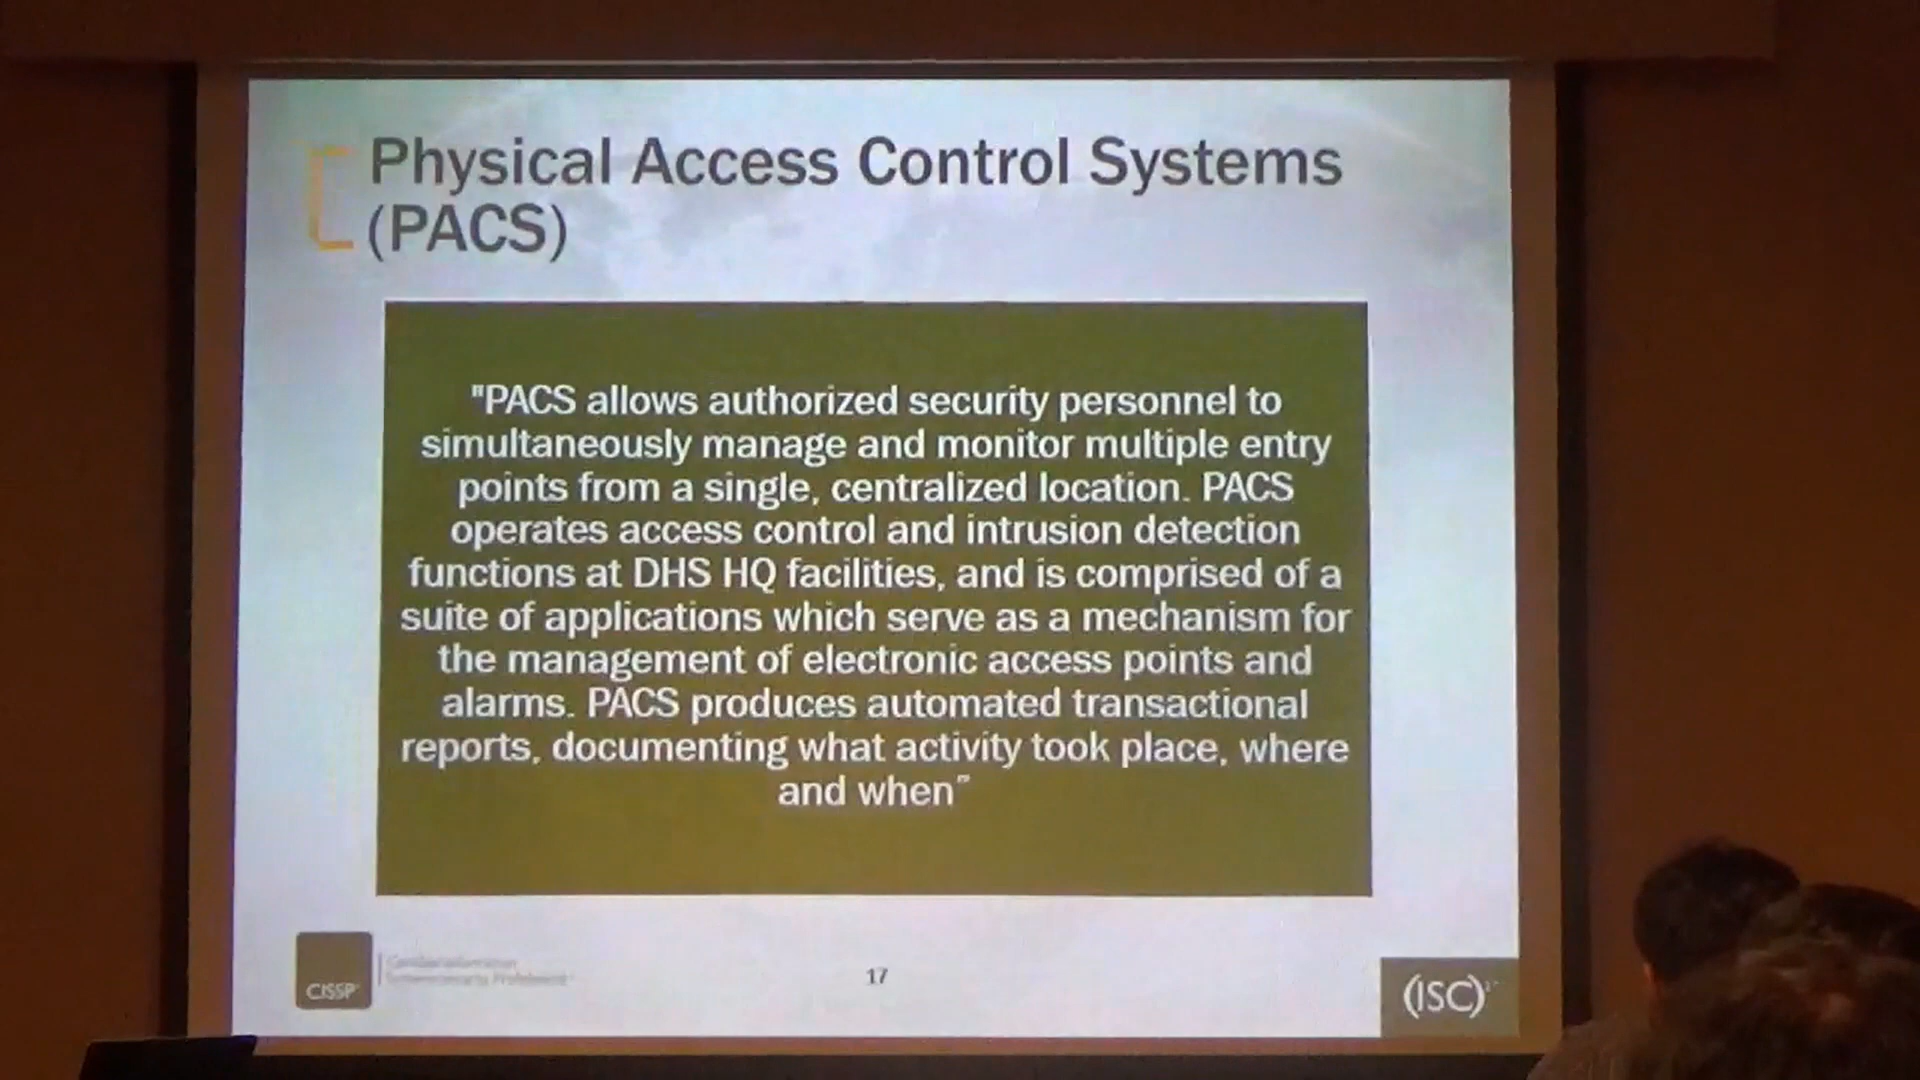 Physical Access Control Systems
(PACS)
"PACS allows authorized security personnel to
simultaneously manage and monitor multiple entry
points from a single, centralized location. PACS
operates access control and intrusion detection
functions at DHS HQ facilities, and is comprised of a
suite of applications which serve as a mechanism for
the management of electronic access points and
alarms. PACS produces automated transactional
reports, documenting what activity took place, where
and when”
CISSP
17
(ISC)²